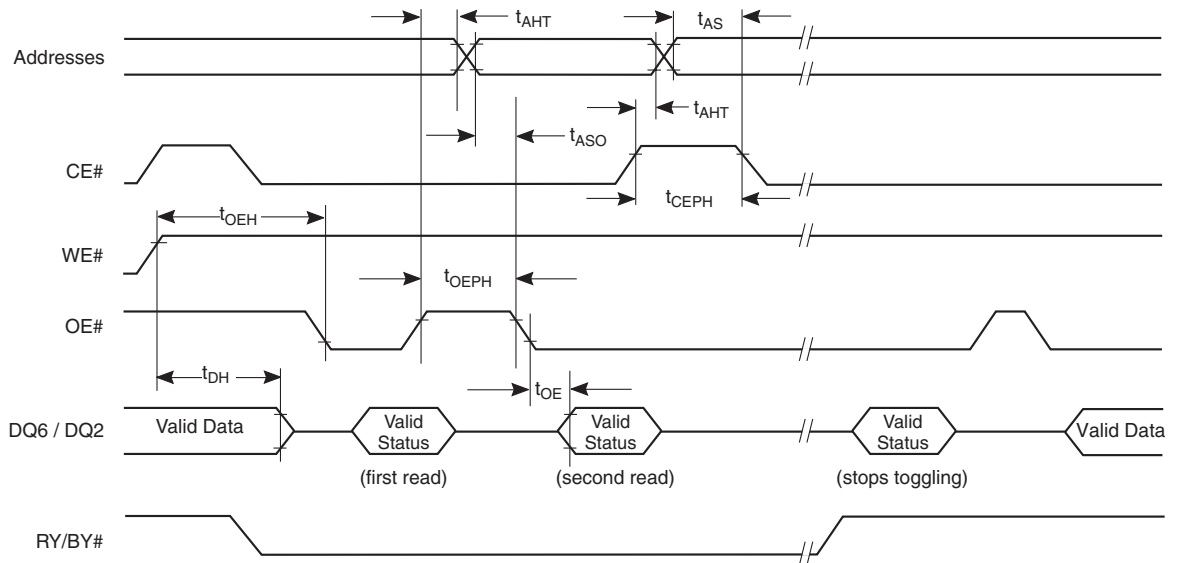 tAHT
tAS
Addresses
tAHT
tASO
CE#
tCEPH
tOEH
WE#
tOEPH
OE#
tDH
tOE
DQ6 / DQ2
Valid Data
Valid
Status
Valid
Status
Valid
Status
Valid Data
(first read)
(second read)
(stops toggling)
RY/BY#